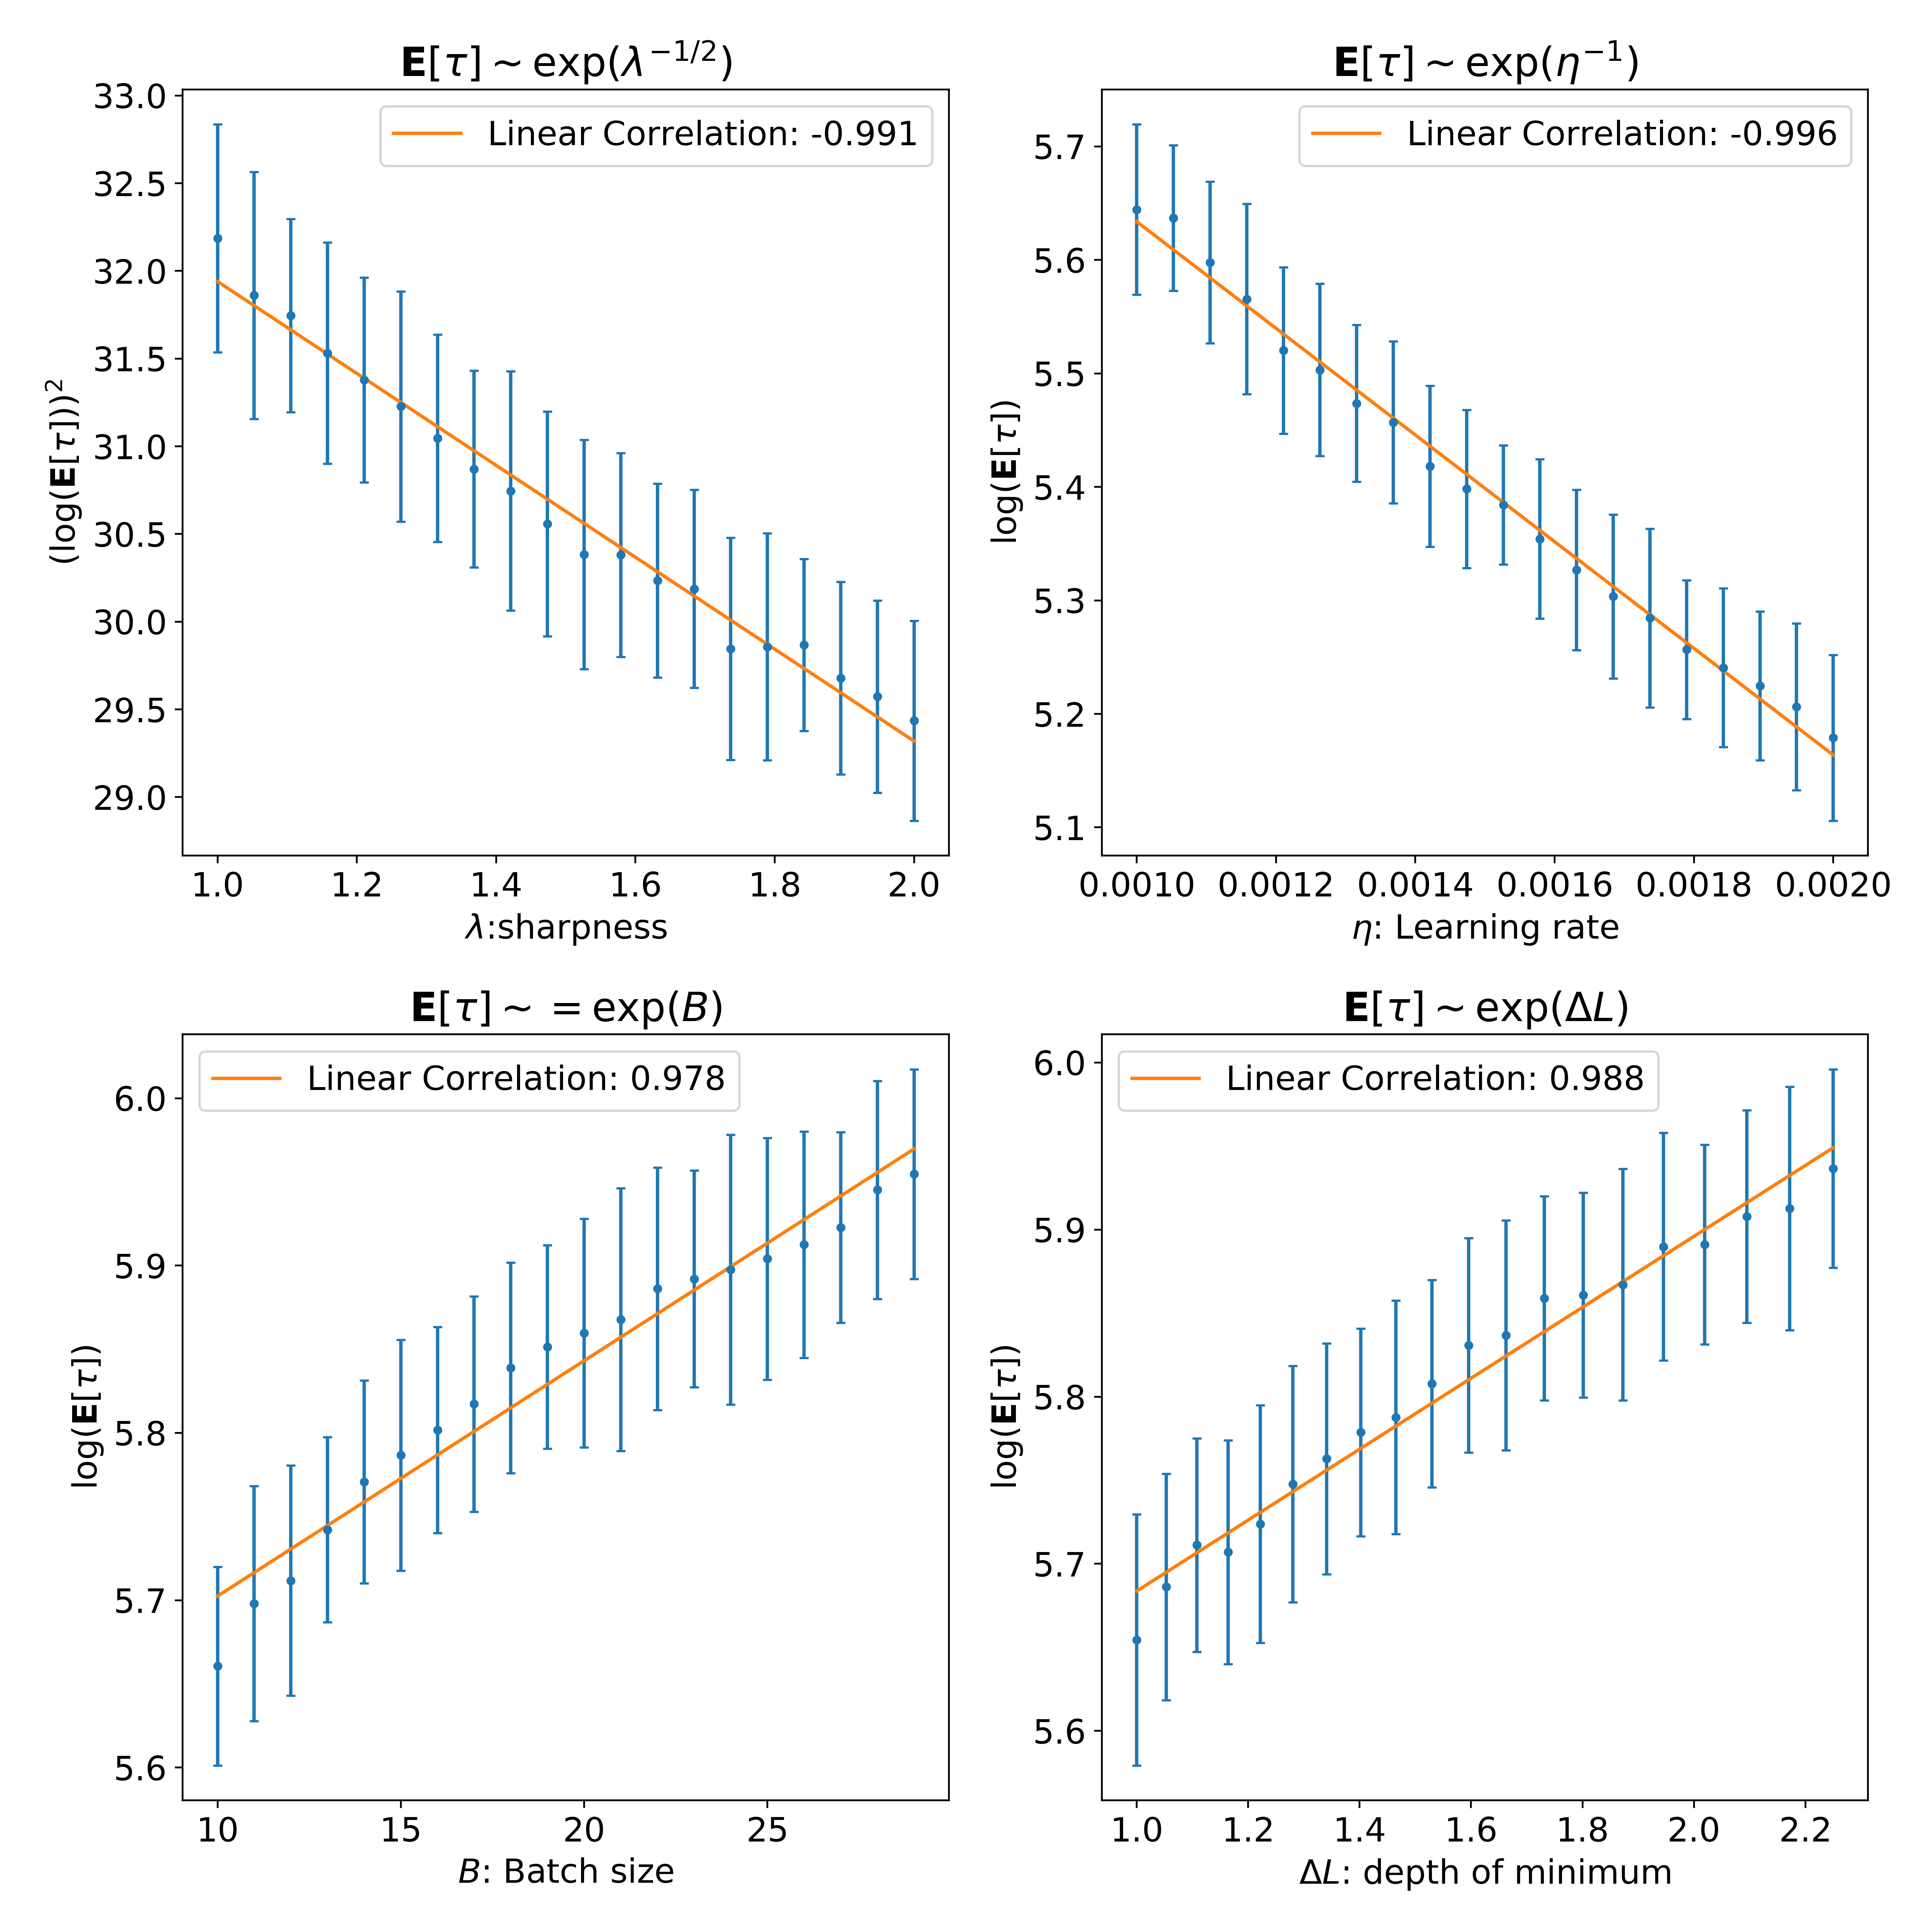 𝐄[τ] ~ exp(λ^{−1/2})
33.0
32.5
32.0
31.5
31.0
30.5
30.0
29.5
29.0
(log(𝐄[τ]))²
Linear Correlation: -0.991
1.0 1.2 1.4 1.6 1.8 2.0
λ:sharpness
𝐄[τ] ~ exp(η^{−1})
5.7
5.6
5.5
5.4
5.3
5.2
5.1
log(𝐄[τ])
Linear Correlation: -0.996
0.0010 0.0012 0.0014 0.0016 0.0018 0.0020
η: Learning rate
𝐄[τ] ~ = exp(B)
6.0
5.9
5.8
5.7
5.6
log(𝐄[τ])
Linear Correlation: 0.978
10 15 20 25
B: Batch size
𝐄[τ] ~ exp(ΔL)
6.0
5.9
5.8
5.7
5.6
log(𝐄[τ])
Linear Correlation: 0.988
1.0 1.2 1.4 1.6 1.8 2.0 2.2
ΔL: depth of minimum